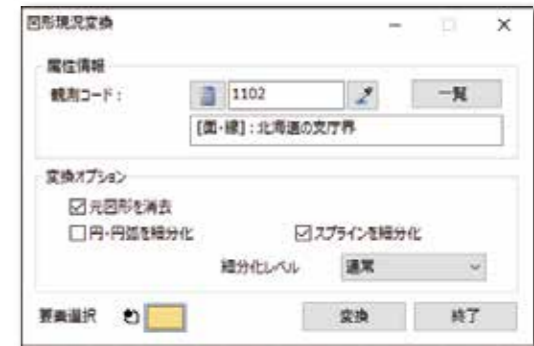 図形現況変換
属性情報
観測コード： 1102 一覧
[面・線]：北海道の支庁界
変換オプション
元図形を消去
円・円弧を細分化 スプラインを細分化
細分化レベル 通常
要素選択 変換 終了